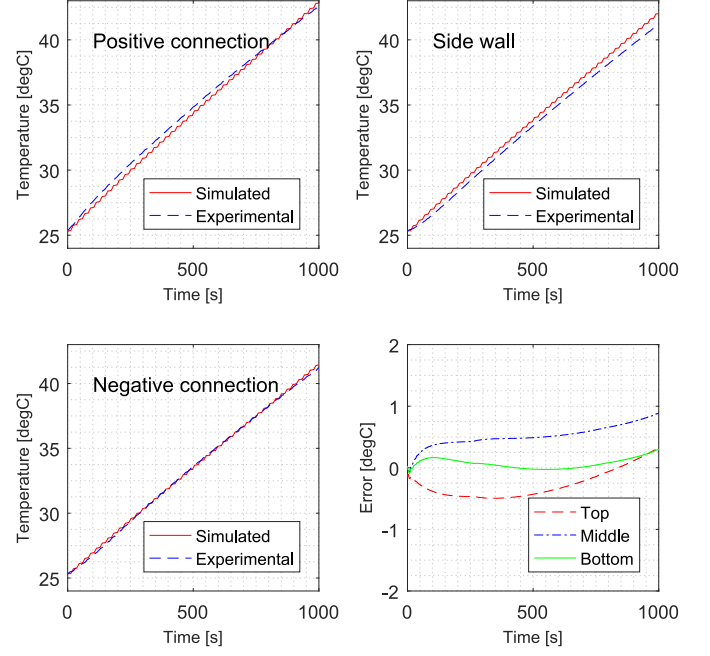 Temperature [degC]
40
35
30
25
Positive connection
Simulated
Experimental
0
500
1000
Time [s]
Temperature [degC]
40
35
30
25
Side wall
Simulated
Experimental
0
500
1000
Time [s]
Temperature [degC]
40
35
30
25
Negative connection
Simulated
Experimental
0
500
1000
Time [s]
Error [degC]
2
1
0
-1
-2
Top
Middle
Bottom
0
500
1000
Time [s]